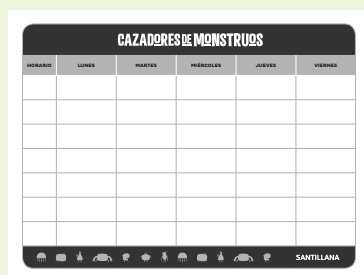 CAZADORES DE MONSTRUOS
HORARIO LUNES MARTES MIÉRCOLES JUEVES VIERNES
SANTILLANA